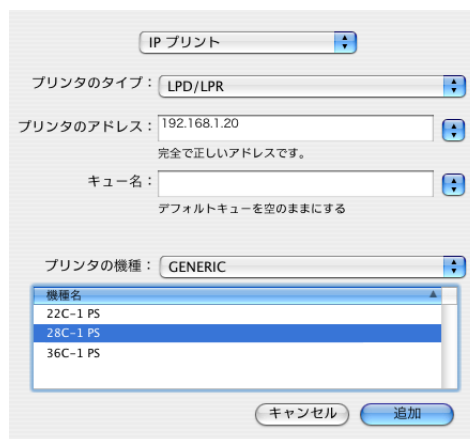 IP プリント
プリンタのタイプ： LPD/LPR
プリンタのアドレス： 192.168.1.20
完全で正しいアドレスです。
キュー名：
デフォルトキューを空のままにする
プリンタの機種： GENERIC
機種名
22C-1 PS
28C-1 PS
36C-1 PS
キャンセル 追加